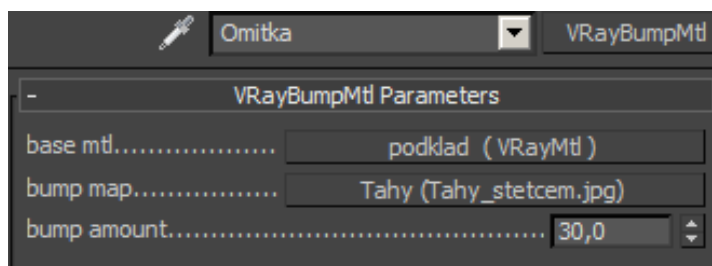 Omitka VRayBumpMtl
- VRayBumpMtl Parameters
base mtl................... podklad ( VRayMtl )
bump map................. Tahy (Tahy_stetcem.jpg)
bump amount............................................. 30,0